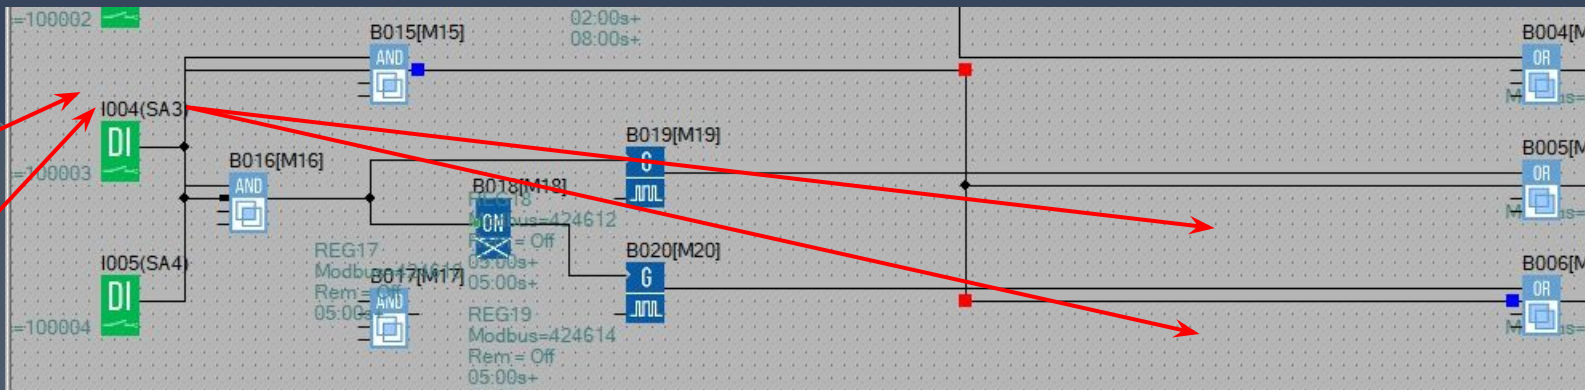 =100002
02:00s+
08:00s+
B015[M15]
AND
B004[M
OR
I004(SA3)
DI
=100003
B016[M16]
AND
B019[M19]
G
B005[M
OR
B018[M18]
REG18
ON
Modbus=424612
Rem = Off
03:00s+
05:00s+
REG17
Rem = Off
05:00s+
B017[M17]
AND
B020[M20]
G
I005(SA4)
DI
=100004
B006[M
OR
REG19
Modbus=424614
Rem = Off
05:00s+